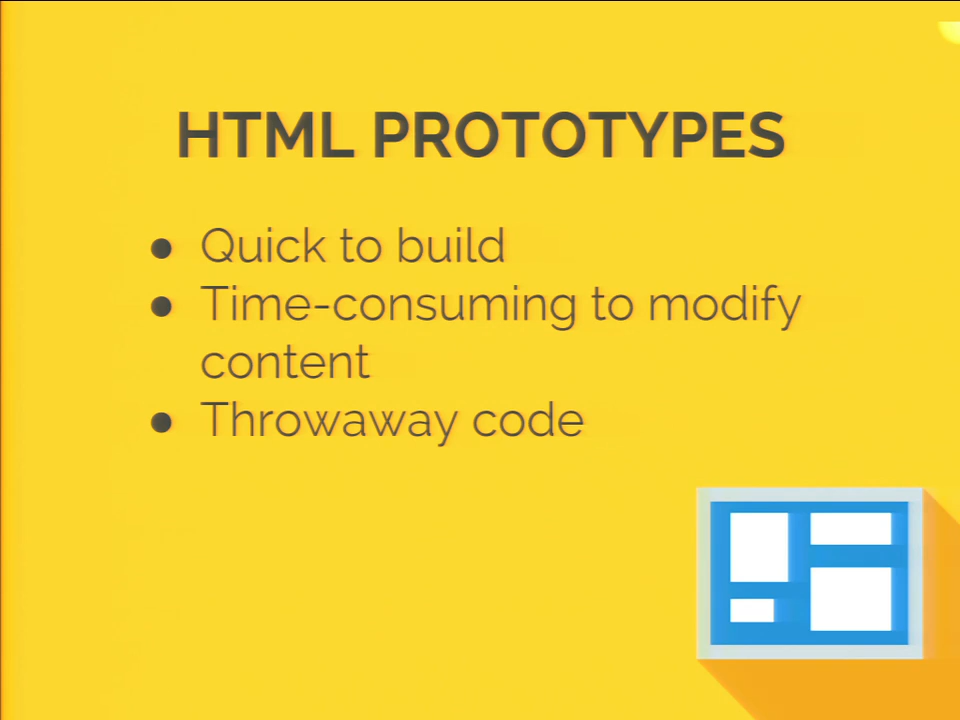 HTML PROTOTYPES
● Quick to build
● Time-consuming to modify
content
● Throwaway code